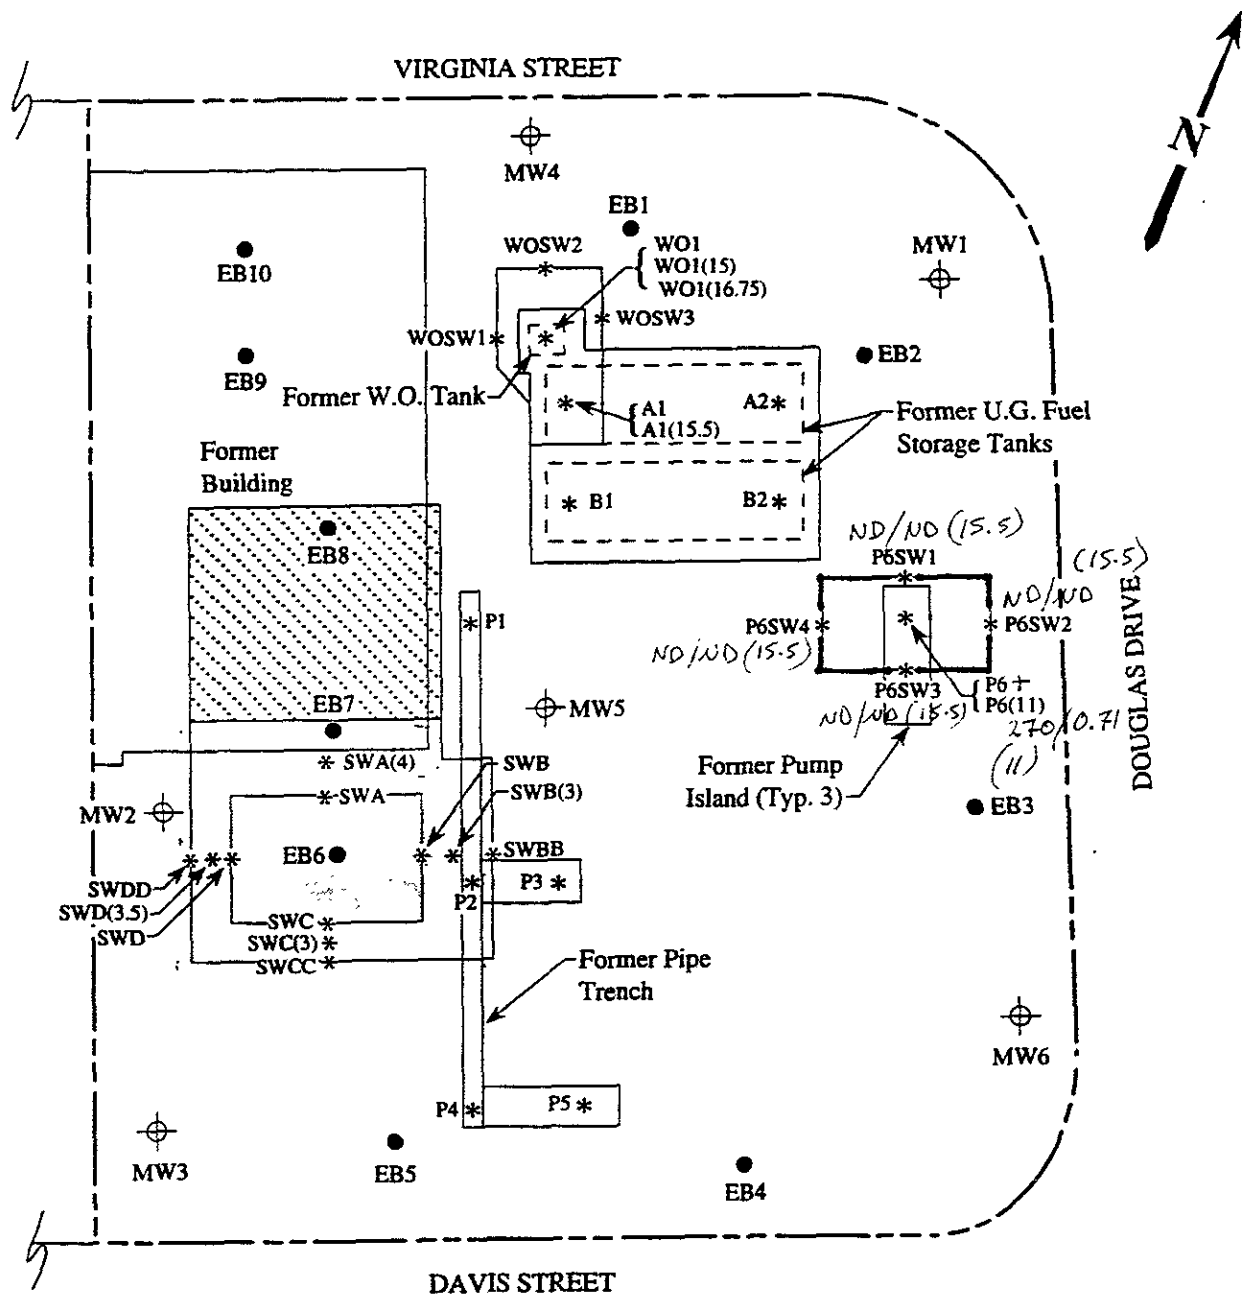 VIRGINIA STREET
N
MW4
EB1
MW1
EB10
WOSW2
WO1
WO1(15)
WO1(16.75)
WOSW1
WOSW3
EB9
EB2
Former W.O. Tank
A1
A1(15.5)
A2
Former U.G. Fuel
Storage Tanks
Former
Building
B1
B2
EB8
ND/ND (15.5)
P6SW1
(15.5)
ND/ND
P1
P6SW4
P6SW2
ND/ND (15.5)
P6SW3
P6 +
P6(11)
ND/ND (15.5)
270/0.71
(11)
DOUGLAS DRIVE
EB7
MW5
SWA(4)
SWB
SWB(3)
Former Pump
Island (Typ. 3)
SWA
MW2
EB3
EB6
SWBB
SWDD
SWD(3.5)
SWD
P2
P3
SWC
SWC(3)
SWCC
Former Pipe
Trench
MW6
P4
P5
MW3
EB5
EB4
DAVIS STREET